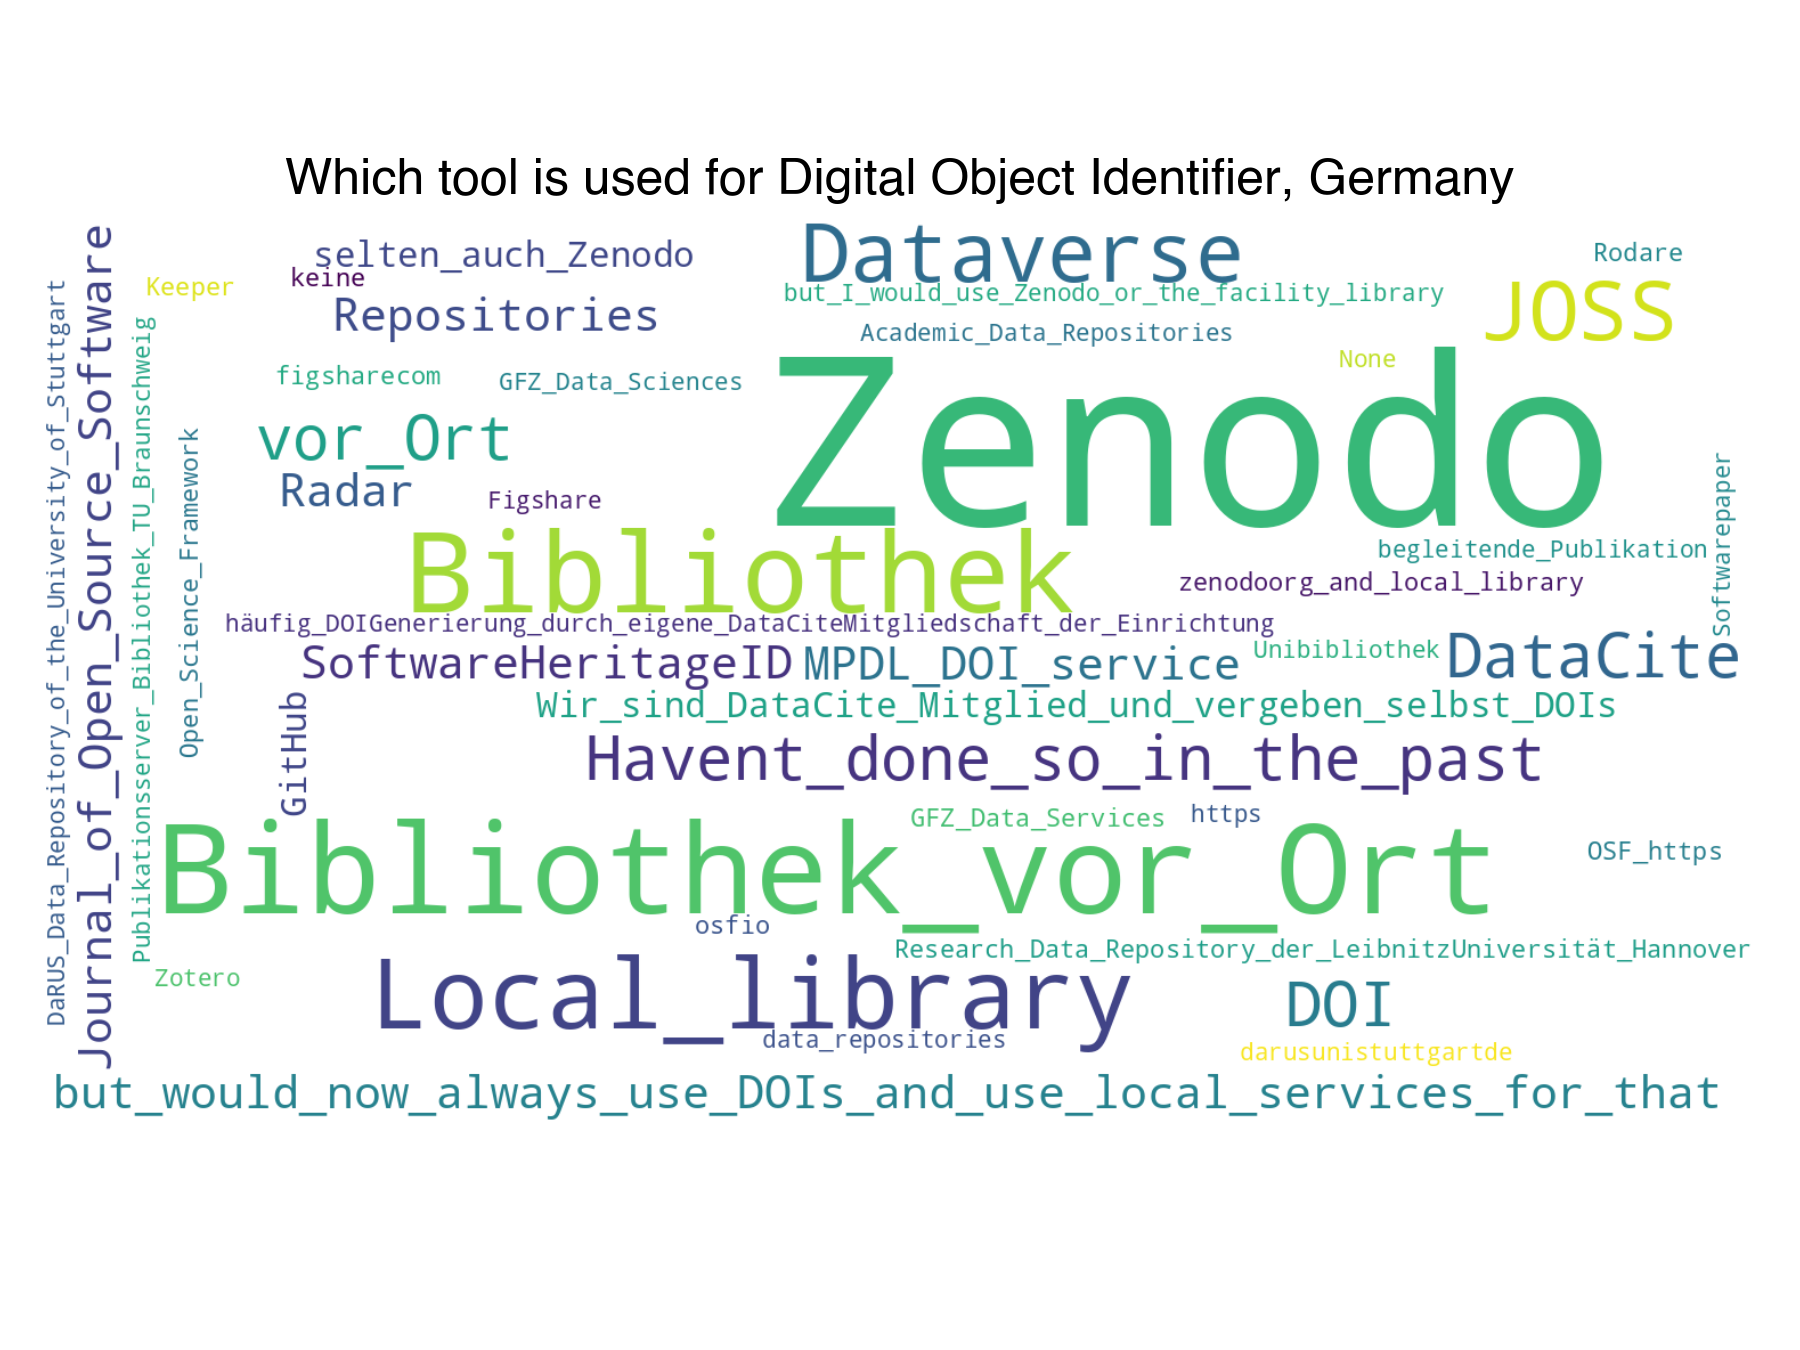 Which tool is used for Digital Object Identifier, Germany
DaRUS_Data_Repository_of_the_University_of_Stuttgart
Journal_of_Open_Source_Software
Publikationsserver_Bibliothek_TU_Braunschweig
Open_Science_Framework
selten_auch_Zenodo
Dataverse
Rodare
Keeper
keine
but_I_would_use_Zenodo_or_the_facility_library
JOSS
Repositories
Academic_Data_Repositories
None
figsharecom
GFZ_Data_Sciences
Zenodo
vor_Ort
Radar
Figshare
Bibliothek
begleitende_Publikation
Softwarepaper
zenodoorg_and_local_library
häufig_DOIGenerierung_durch_eigene_DataCiteMitgliedschaft_der_Einrichtung
SoftwareHeritageID
MPDL_DOI_service
Unibibliothek
DataCite
GitHub
Wir_sind_DataCite_Mitglied_und_vergeben_selbst_DOIs
Havent_done_so_in_the_past
GFZ_Data_Services
https
Bibliothek_vor_Ort
OSF_https
osfio
Research_Data_Repository_der_LeibnitzUniversität_Hannover
Zotero
Local_library
DOI
data_repositories
darusunistuttgartde
but_would_now_always_use_DOIs_and_use_local_services_for_that